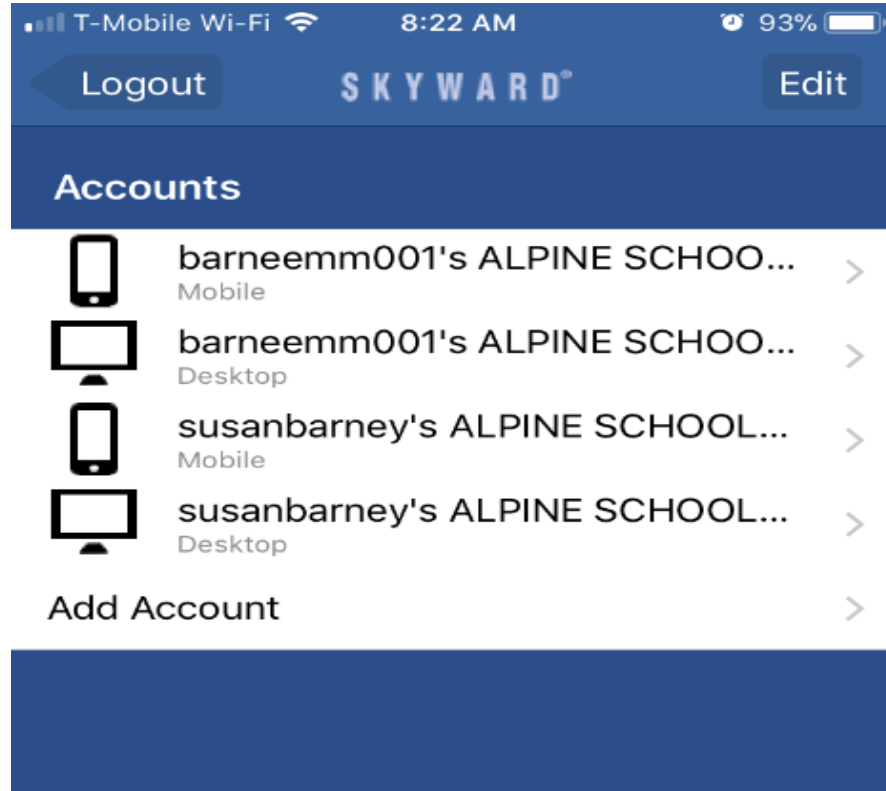 T-Mobile Wi-Fi 8:22 AM 93%
Logout SKYWARD® Edit
Accounts
barneemm001's ALPINE SCHOO...
Mobile
barneemm001's ALPINE SCHOO...
Desktop
susanbarney's ALPINE SCHOOL...
Mobile
susanbarney's ALPINE SCHOOL...
Desktop
Add Account